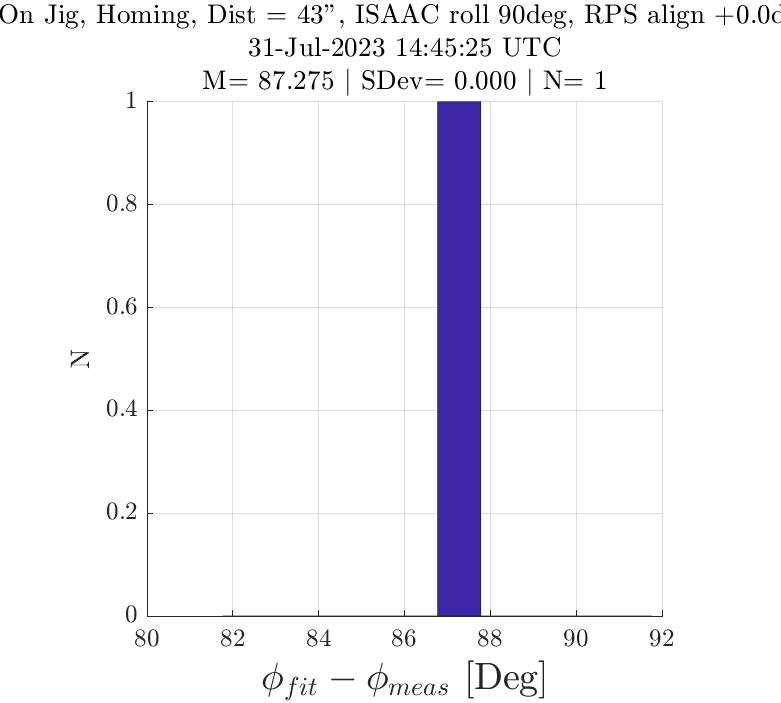 On Jig, Homing, Dist = 43”, ISAAC roll 90deg, RPS align +0.0d
31-Jul-2023 14:45:25 UTC
M= 87.275 | SDev= 0.000 | N= 1
1
0.8
0.6
N
0.4
0.2
0
80 82 84 86 88 90 92
ϕ_fit − ϕ_meas [Deg]